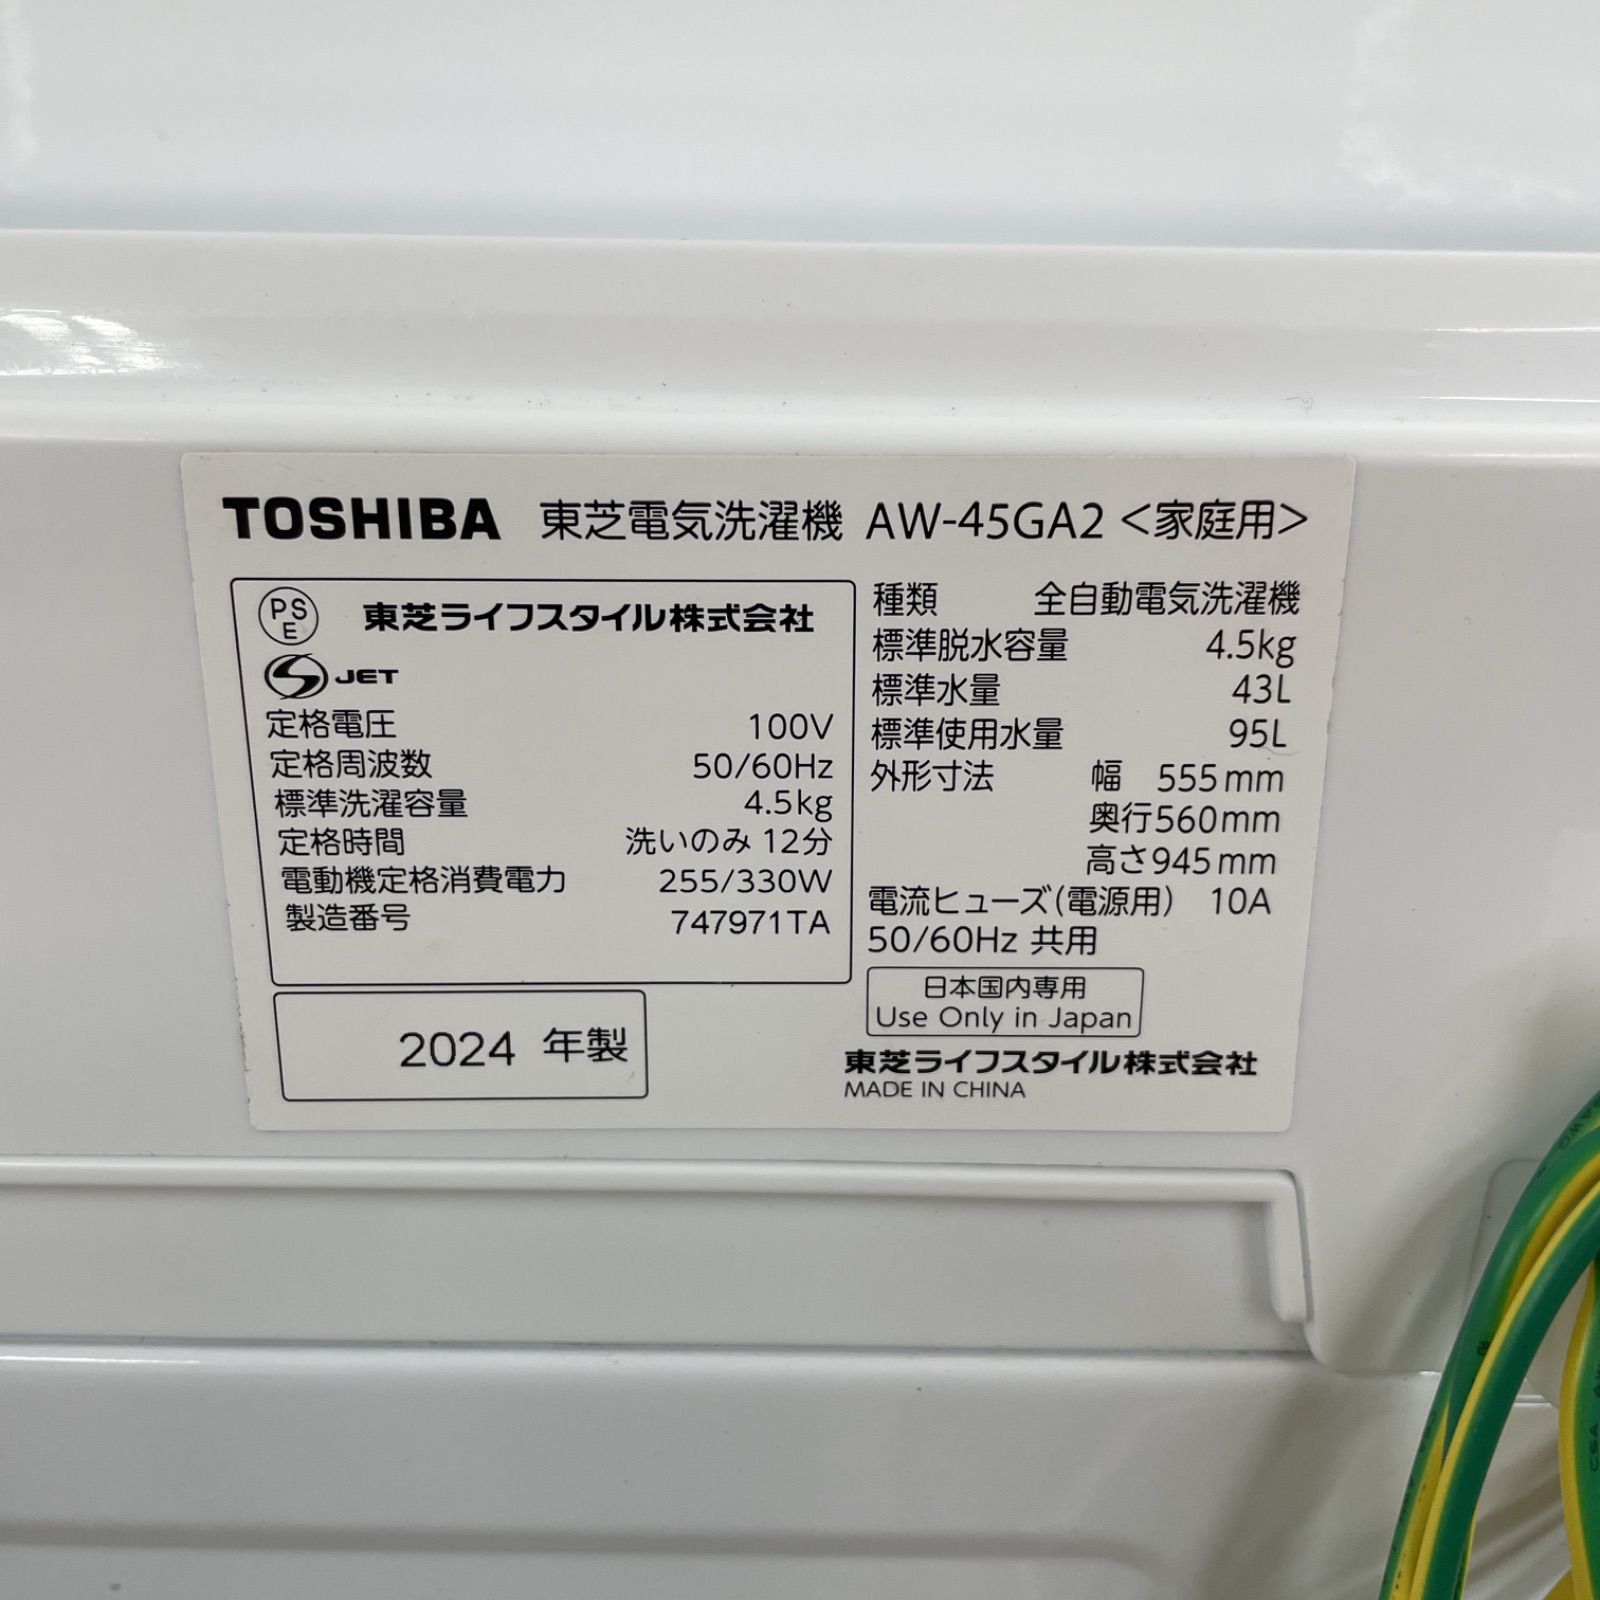 TOSHIBA 東芝電気洗濯機 AW-45GA2 <家庭用>
PS
E
東芝ライフスタイル株式会社
S JET
定格電圧 100V
定格周波数 50/60Hz
標準洗濯容量 4.5kg
定格時間 洗いのみ 12分
電動機定格消費電力 255/330W
製造番号 747971TA
2024 年製
種類 全自動電気洗濯機
標準脱水容量 4.5kg
標準水量 43L
標準使用水量 95L
外形寸法 幅 555mm
奥行560mm
高さ945mm
電流ヒューズ(電源用) 10A
50/60Hz 共用
日本国内専用
Use Only in Japan
東芝ライフスタイル株式会社
MADE IN CHINA